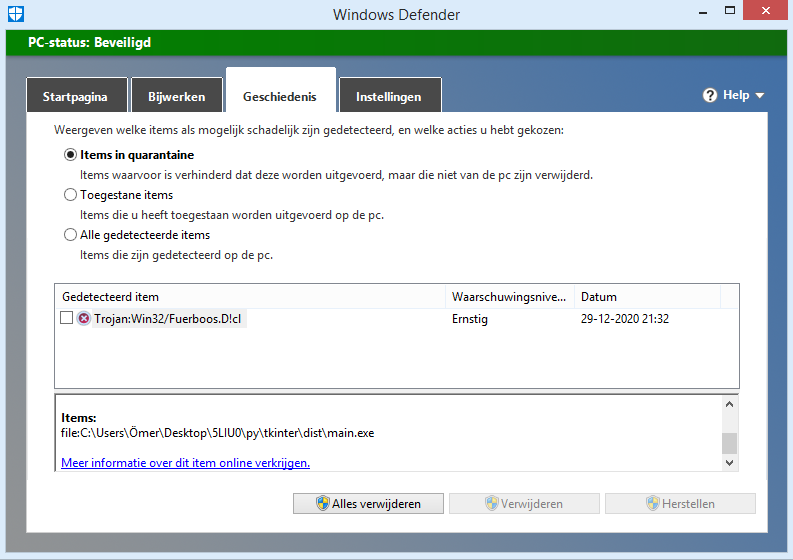 Windows Defender
PC-status: Beveiligd
Startpagina
Bijwerken
Geschiedenis
Instellingen
Help
Weergeven welke items als mogelijk schadelijk zijn gedetecteerd, en welke acties u hebt gekozen:
Items in quarantaine
Items waarvoor is verhinderd dat deze worden uitgevoerd, maar die niet van de pc zijn verwijderd.
Toegestane items
Items die u heeft toegestaan worden uitgevoerd op de pc.
Alle gedetecteerde items
Items die zijn gedetecteerd op de pc.
Gedetecteerd item
Waarschuwingsnive...
Datum
Trojan:Win32/Fuerboos.D!cl
Ernstig
29-12-2020 21:32
Items:
file:C:\Users\Ömer\Desktop\5LIU0\py\tkinter\dist\main.exe
Meer informatie over dit item online verkrijgen.
Alles verwijderen
Verwijderen
Herstellen